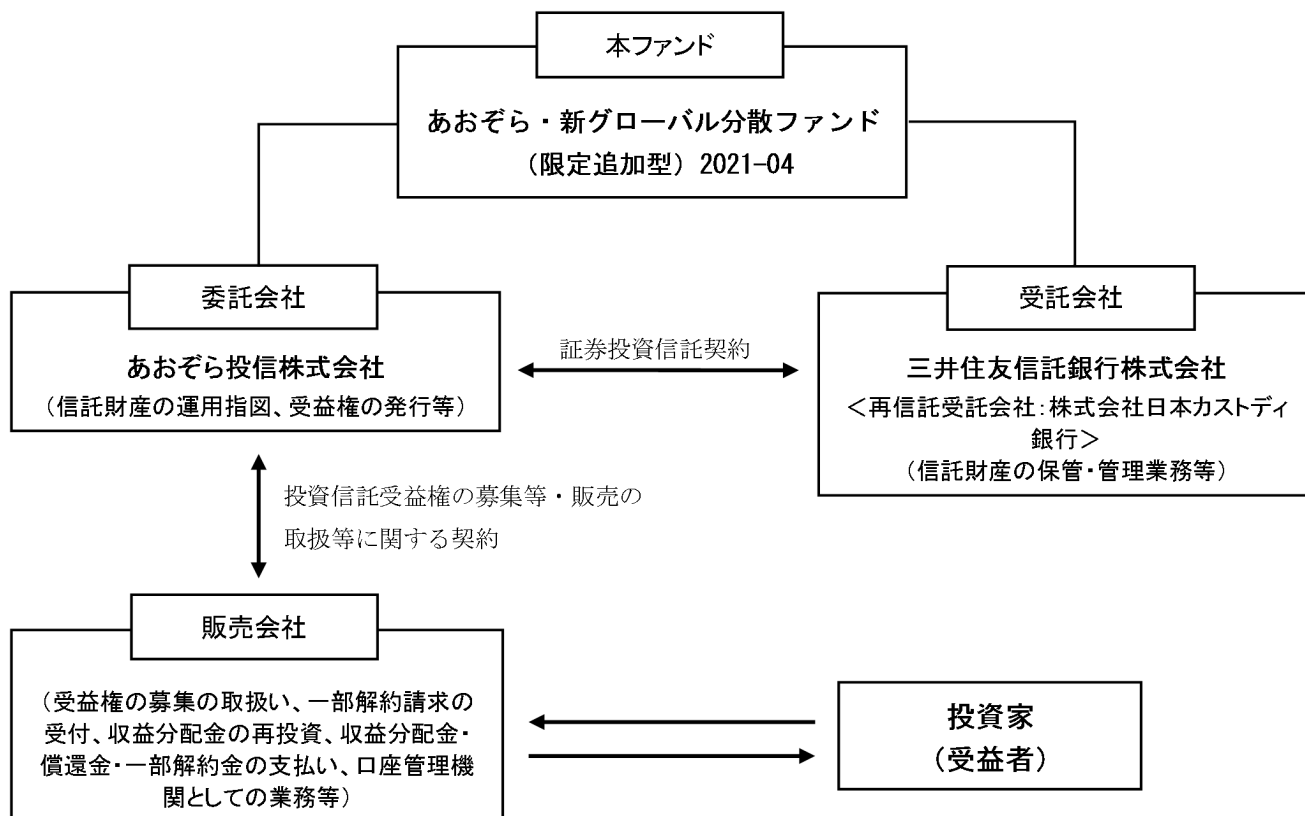 本ファンド
あおぞら・新グローバル分散ファンド
（限定追加型）2021-04
委託会社
あおぞら投信株式会社
（信託財産の運用指図、受益権の発行等）
証券投資信託契約
受託会社
三井住友信託銀行株式会社
＜再信託受託会社：株式会社日本カストディ
銀行＞
（信託財産の保管・管理業務等）
投資信託受益権の募集等・販売の
取扱等に関する契約
販売会社
（受益権の募集の取扱い、一部解約請求の
受付、収益分配金の再投資、収益分配金・
償還金・一部解約金の支払い、口座管理機
関としての業務等）
投資家
（受益者）